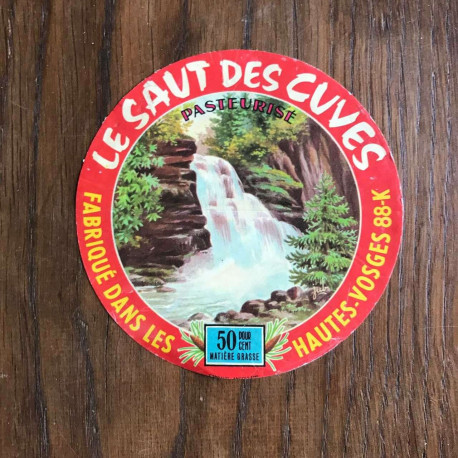 LE SAUT DES CUVES
PASTEURISÉ
FABRIQUÉ DANS LES
HAUTES-VOSGES 88-K
50 POUR CENT
MATIÈRE GRASSE